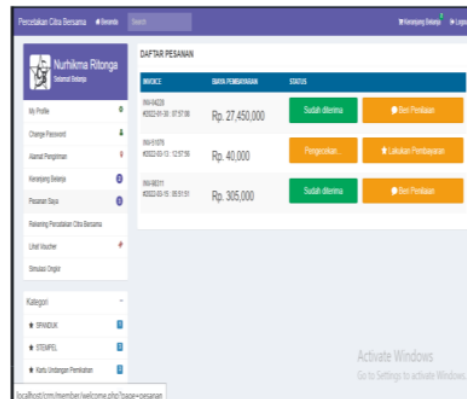 Percetakan Citra Bersama
Beranda
Search
Keranjang Belanja
Logout
Nurhikma Ritonga
Selamat Belanja
My Profile
Change Password
Alamat Pengiriman
Keranjang Belanja
Pesanan Saya
Rekening Percetakan Citra Bersama
Lihat Voucher
Simulasi Ongkir
Kategori
SPANDUK
STEMPEL
Kartu Undangan Pernikahan
DAFTAR PESANAN
INVOICE BIAYA PEMBAYARAN STATUS
Rp. 27,450,000 Sudah diterima Beri Penilaian
Rp. 40,000 Pengecekan... Lakukan Pembayaran
Rp. 305,000 Sudah diterima Beri Penilaian
Activate Windows
Go to Settings to activate Windows.
localhost/crm/member/welcome.php?page=pesanan